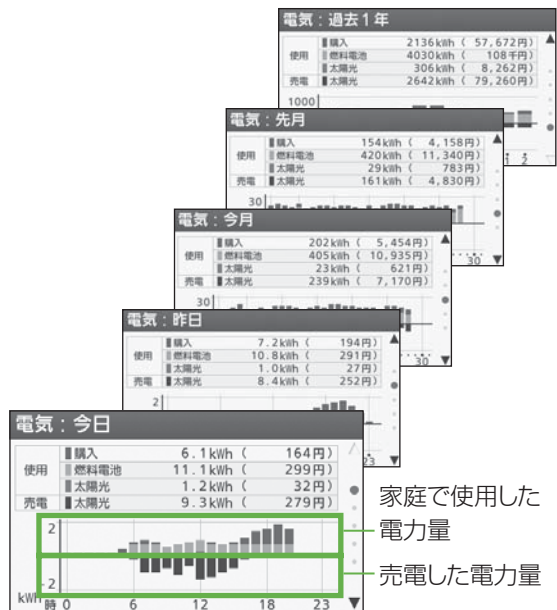 電気：過去1年
購入 2136kWh ( 57,672円)
使用 燃料電池 4030kWh ( 108千円)
太陽光 306kWh ( 8,262円)
売電 太陽光 2642kWh ( 79,260円)
1000
1 2
電気：先月
購入 154kWh ( 4,158円)
使用 燃料電池 420kWh ( 11,340円)
太陽光 29kWh ( 783円)
売電 太陽光 161kWh ( 4,830円)
30
30
電気：今月
購入 202kWh ( 5,454円)
使用 燃料電池 405kWh ( 10,935円)
太陽光 23kWh ( 621円)
売電 太陽光 239kWh ( 7,170円)
30
30
電気：昨日
購入 7.2kWh ( 194円)
使用 燃料電池 10.8kWh ( 291円)
太陽光 1.0kWh ( 27円)
売電 太陽光 8.4kWh ( 252円)
2
23
電気：今日
購入 6.1kWh ( 164円)
使用 燃料電池 11.1kWh ( 299円)
太陽光 1.2kWh ( 32円)
売電 太陽光 9.3kWh ( 279円)
2
2
kWh
時 0 6 12 18 23
家庭で使用した
電力量
売電した電力量